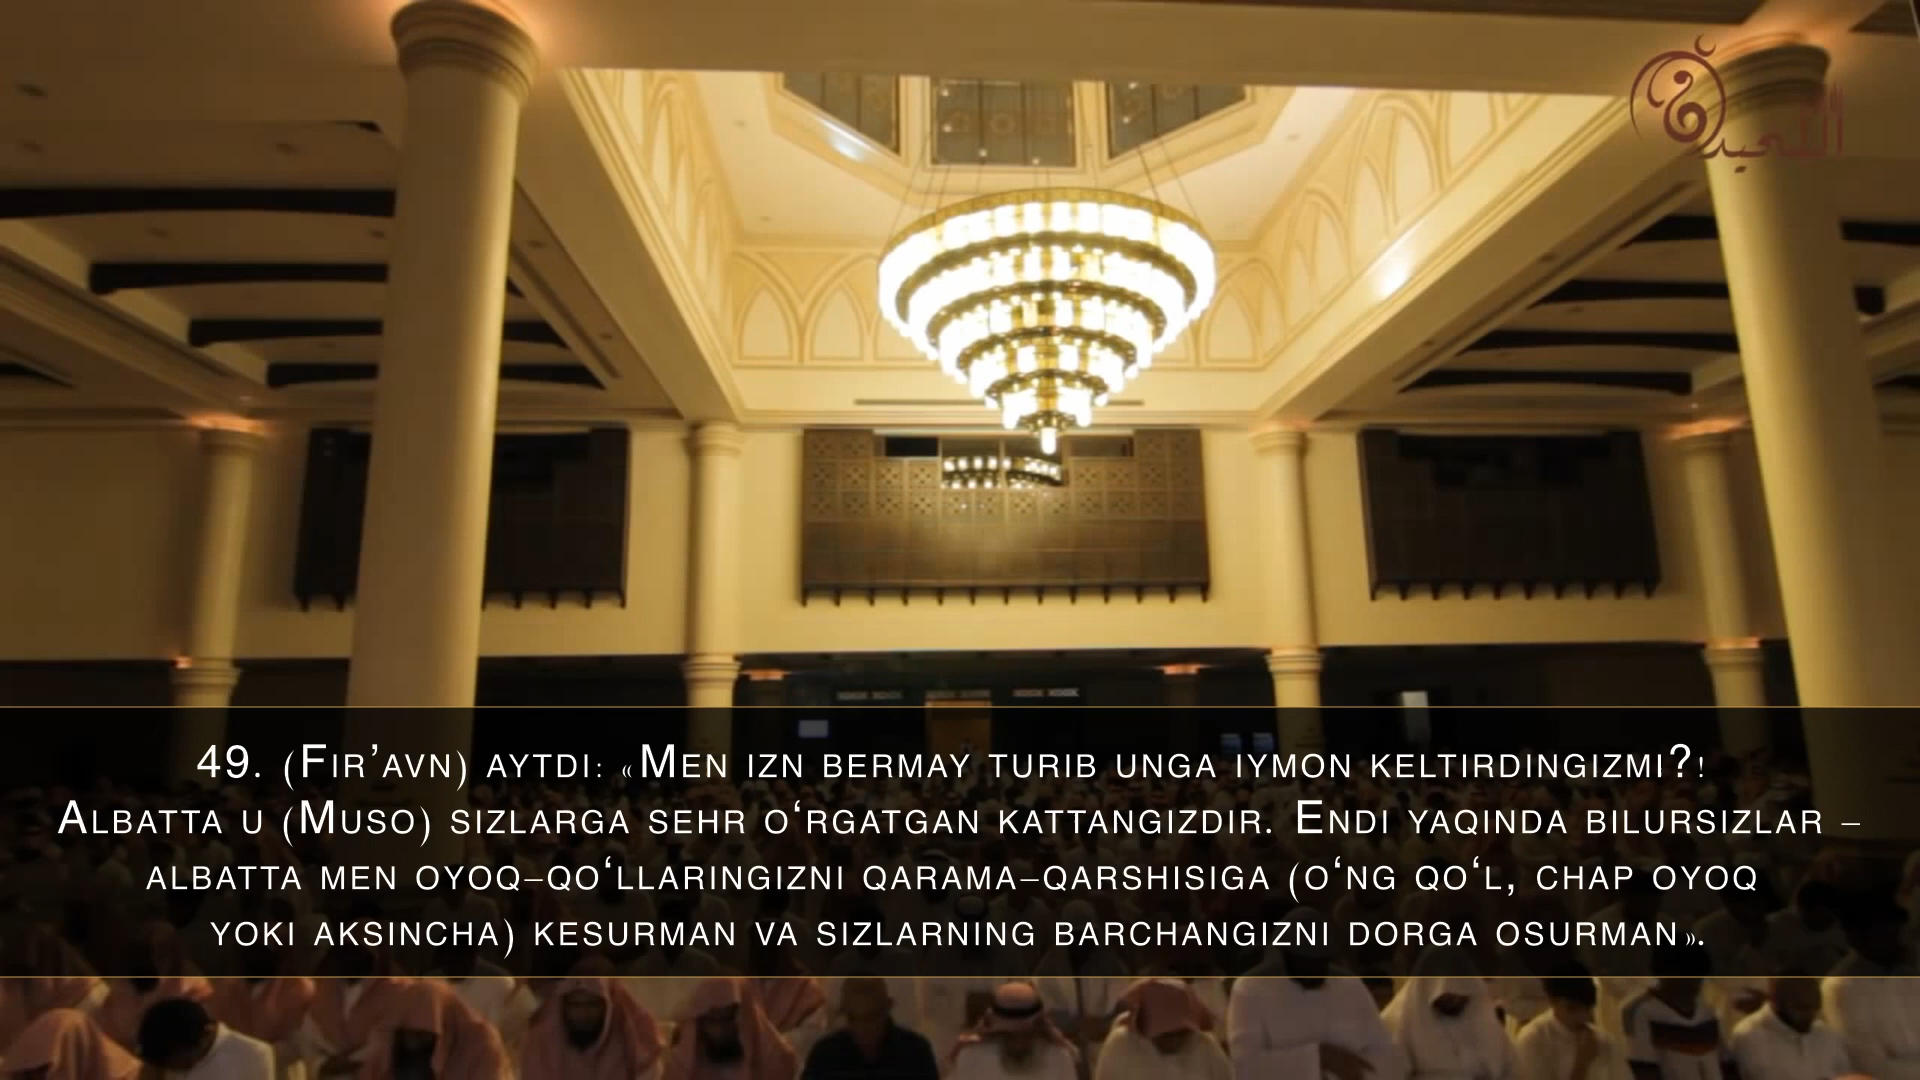 49. (Fir’avn) aytdi: «Men izn bermay turib unga iymon keltirdingizmi?!
Albatta u (Muso) sizlarga sehr o‘rgatgan kattangizdir. Endi yaqinda bilursizlar –
albatta men oyoq–qo‘llaringizni qarama–qarshisiga (o‘ng qo‘l, chap oyoq
yoki aksincha) kesurman va sizlarning barchangizni dorga osurman».